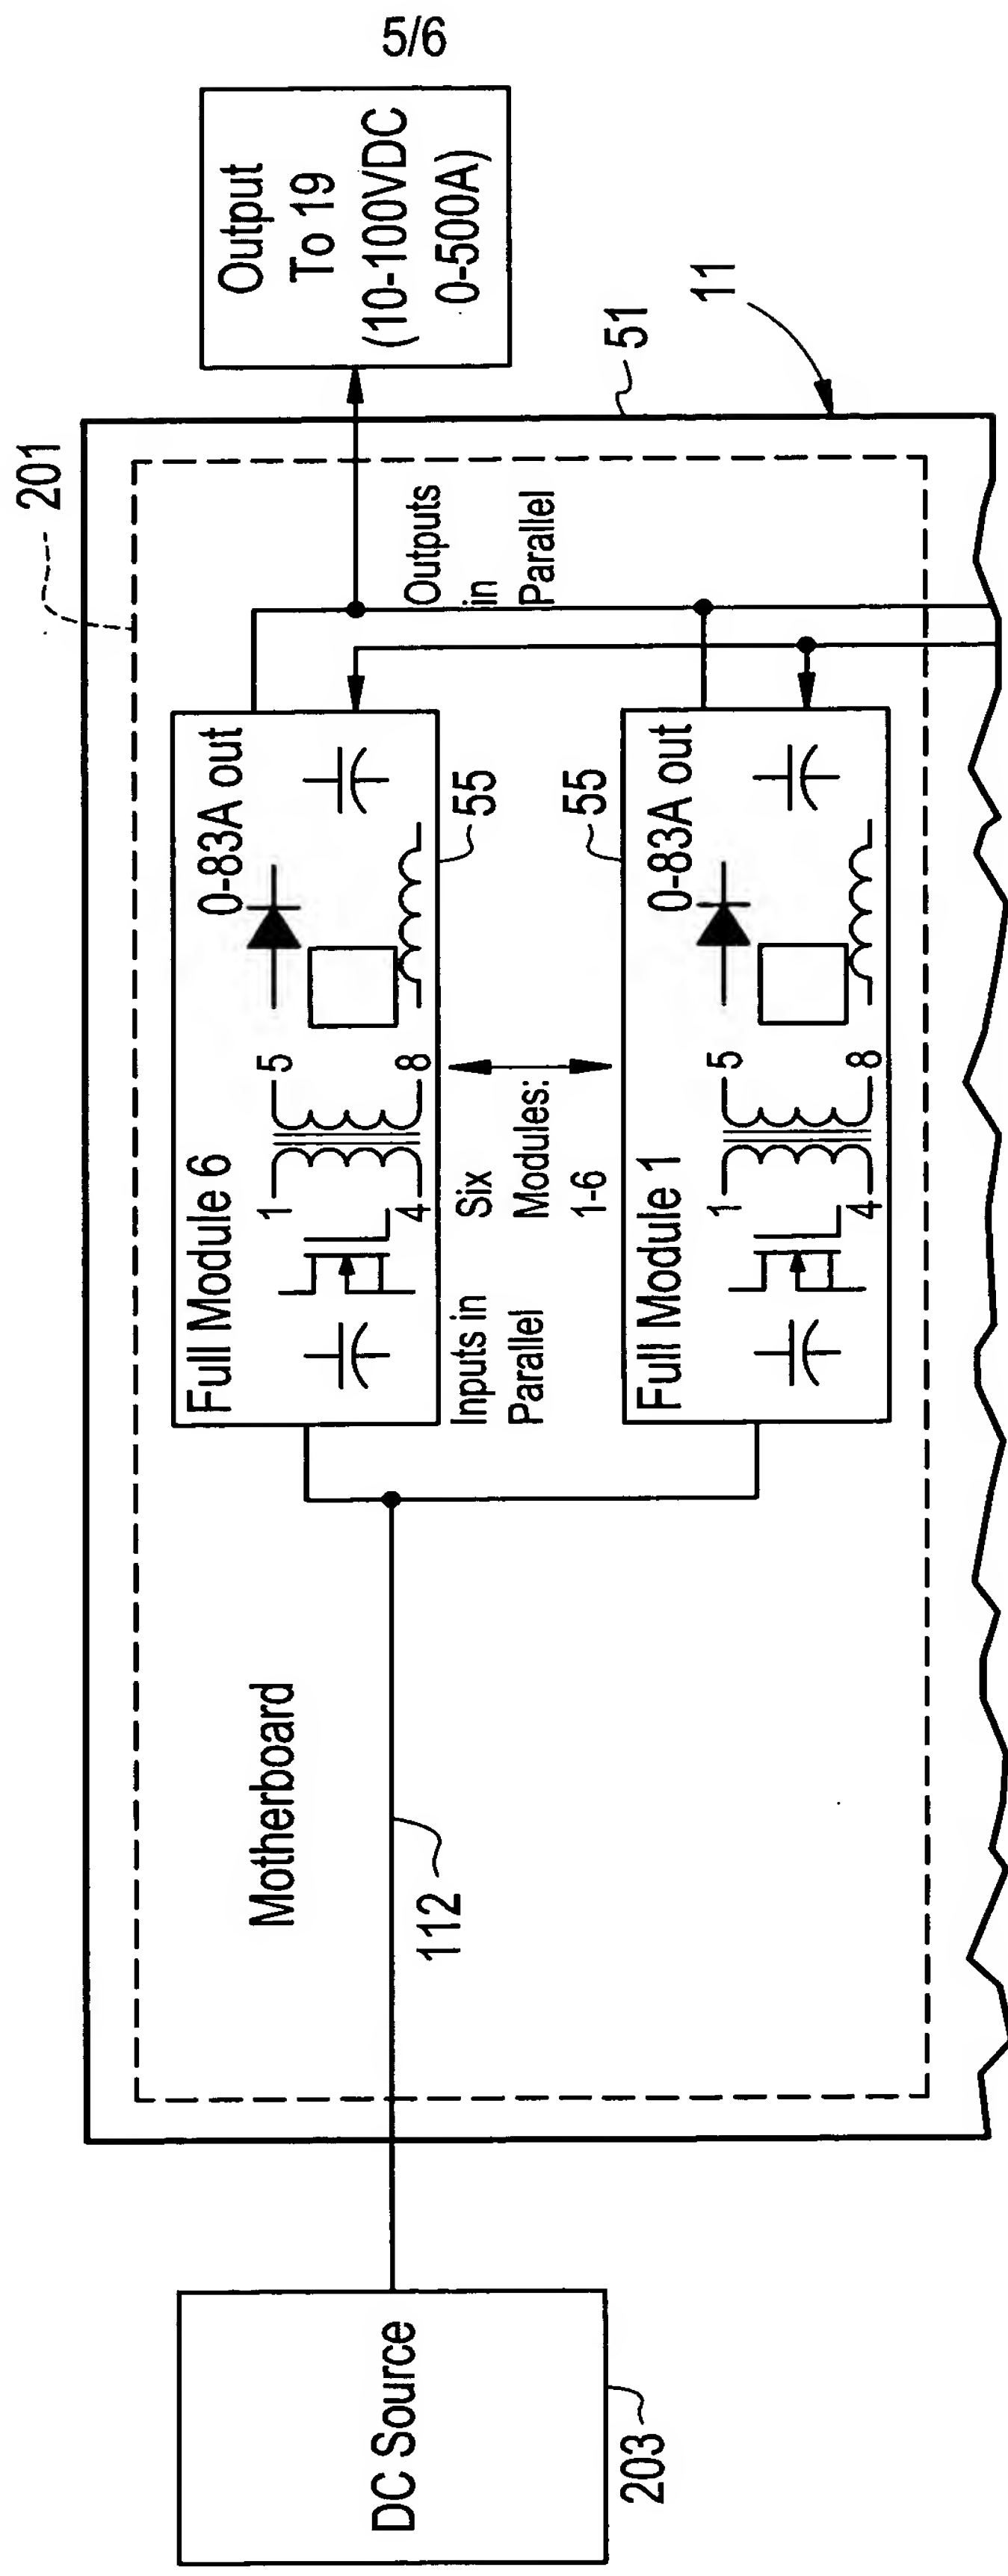 5/6
Output
To 19
(10-100VDC
0-500A)
201
51
11
Outputs
in
Parallel
Full Module 6
0-83A out
1
4
5
8
55
Inputs in
Parallel
Six
Modules:
1-6
Full Module 1
0-83A out
1
4
5
8
55
Motherboard
112
DC Source
203